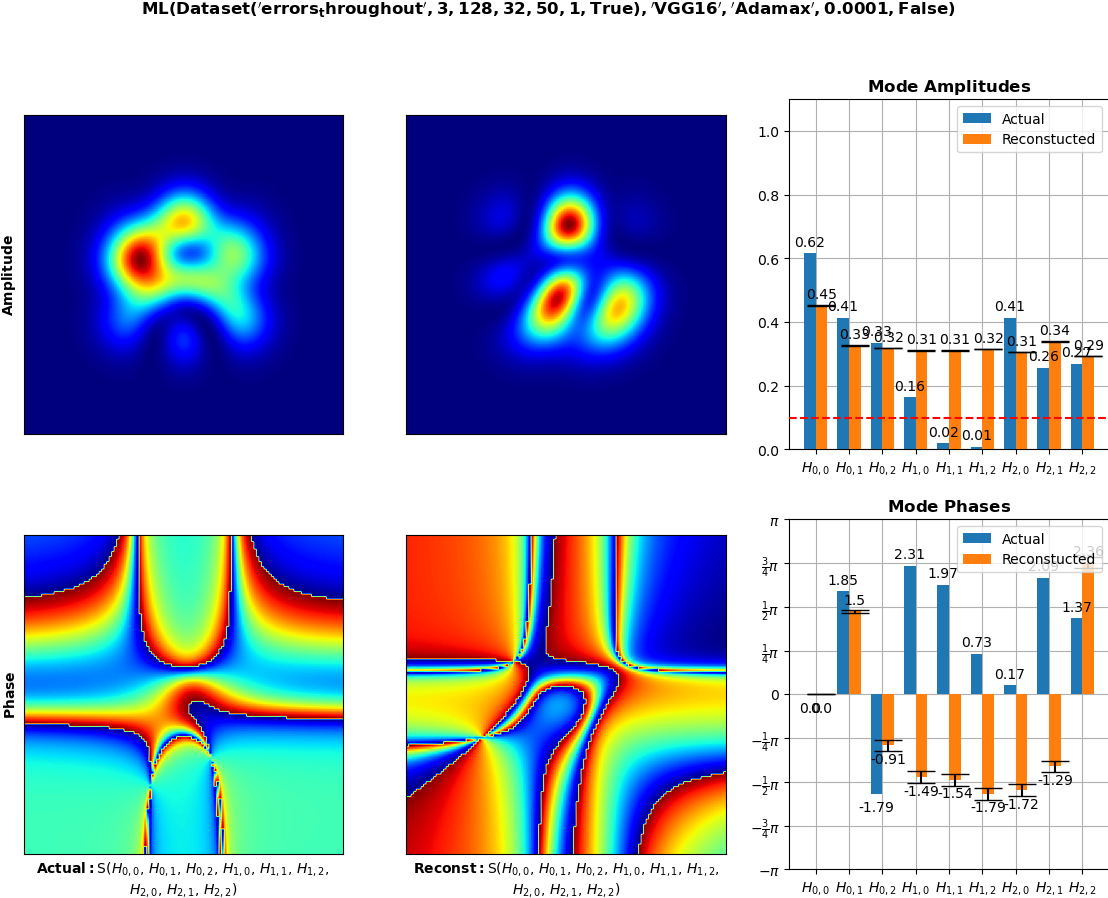 ML(Dataset('errors_throughout', 3, 128, 32, 50, 1, True), 'VGG16', 'Adamax', 0.0001, False)
Amplitude
Mode Amplitudes
Actual
Reconstucted
1.0
0.8
0.6
0.4
0.2
0.0
0.62
0.45
0.41
0.33
0.33
0.32
0.16
0.31
0.02
0.31
0.01
0.32
0.41
0.31
0.26
0.34
0.27
0.29
H0,0 H0,1 H0,2 H1,0 H1,1 H1,2 H2,0 H2,1 H2,2
Phase
Mode Phases
Actual
Reconstucted
π
3/4π
1/2π
1/4π
0
−1/4π
−1/2π
−3/4π
−π
0.0
0.0
1.85
1.5
-1.79
-0.91
2.31
-1.49
1.97
-1.54
0.73
-1.79
0.17
-1.72
2.09
-1.29
1.37
2.36
H0,0 H0,1 H0,2 H1,0 H1,1 H1,2 H2,0 H2,1 H2,2
Actual: S(H0,0, H0,1, H0,2, H1,0, H1,1, H1,2,
H2,0, H2,1, H2,2)
Reconst: S(H0,0, H0,1, H0,2, H1,0, H1,1, H1,2,
H2,0, H2,1, H2,2)